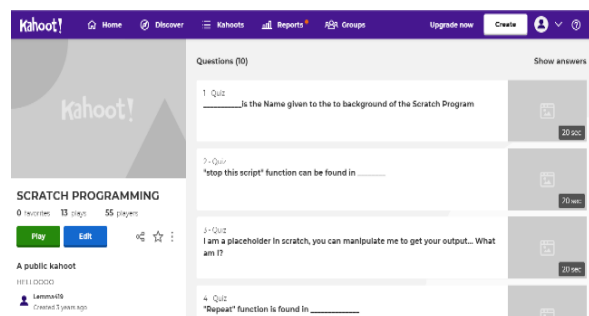 Kahoot! Home Discover Kahoots Reports Groups Upgrade now Create
Kahoot!
SCRATCH PROGRAMMING
0 favorites 13 plays 55 players
Play Edit
A public kahoot
HELLOOOO
Lemma419
Created 3 years ago
Questions (10) Show answers
1 - Quiz
__________is the Name given to the to background of the Scratch Program
20 sec
2 - Quiz
"stop this script" function can be found in _______
20 sec
3 - Quiz
I am a placeholder in scratch, you can manipulate me to get your output... What
am I?
20 sec
4 - Quiz
"Repeat" function is found in _____________